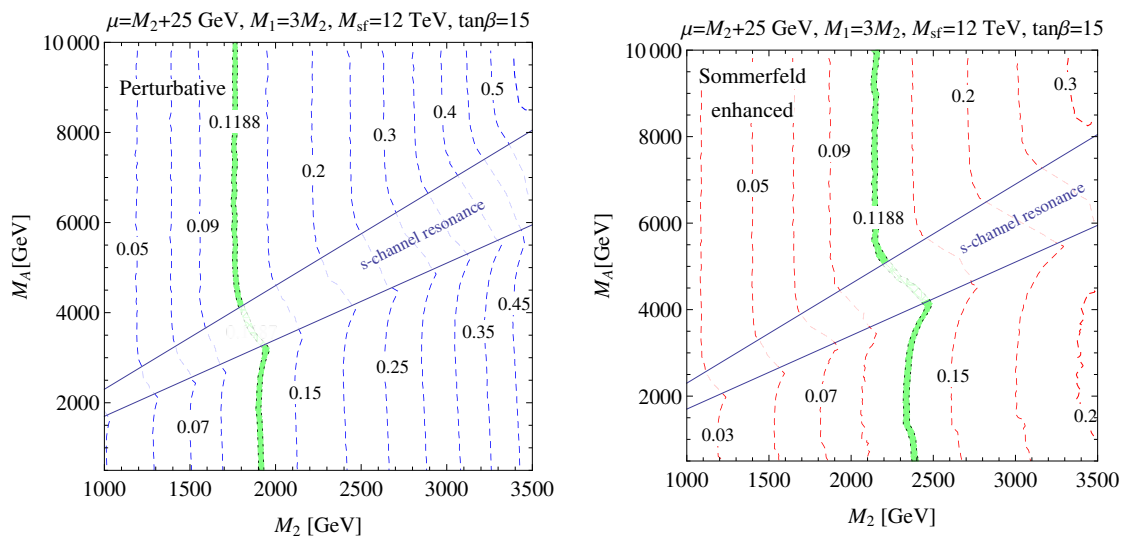 μ=M₂+25 GeV, M₁=3M₂, M_sf=12 TeV, tanβ=15
Perturbative
0.1188
0.5
0.4
0.3
0.2
0.09
0.05
s-channel resonance
0.45
0.35
0.25
0.15
0.07
10 000
8000
6000
4000
2000
M_A [GeV]
1000 1500 2000 2500 3000 3500
M₂ [GeV]
μ=M₂+25 GeV, M₁=3M₂, M_sf=12 TeV, tanβ=15
Sommerfeld
enhanced
0.3
0.2
0.09
0.05
0.1188
s-channel resonance
0.15
0.07
0.03
0.2
10 000
8000
6000
4000
2000
M_A [GeV]
1000 1500 2000 2500 3000 3500
M₂ [GeV]